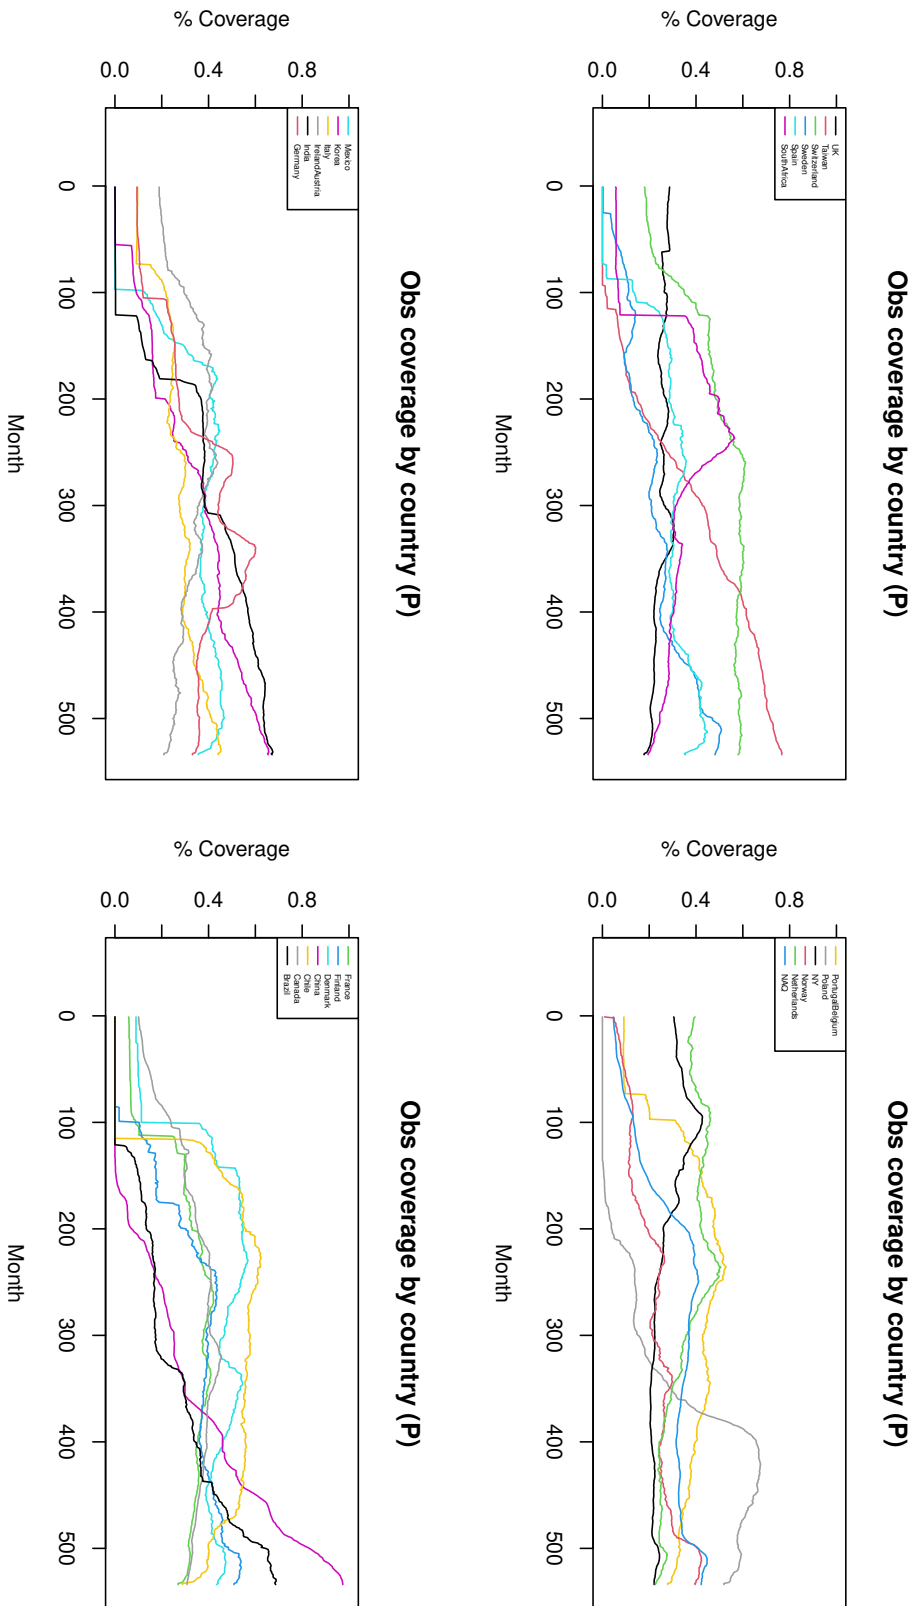 Obs coverage by country (P)
% Coverage
0.0 0.4 0.8
UK
Taiwan
Switzerland
Sweden
Spain
SouthAfrica
0 100 200 300 400 500
Month
Obs coverage by country (P)
% Coverage
0.0 0.4 0.8
PortugalBelgium
Poland
NY
Norway
Netherlands
NAQ
0 100 200 300 400 500
Month
Obs coverage by country (P)
% Coverage
0.0 0.4 0.8
Mexico
Korea
Italy
IrelandAustria
India
Germany
0 100 200 300 400 500
Month
Obs coverage by country (P)
% Coverage
0.0 0.4 0.8
France
Finland
Denmark
China
Chile
Canada
Brazil
0 100 200 300 400 500
Month